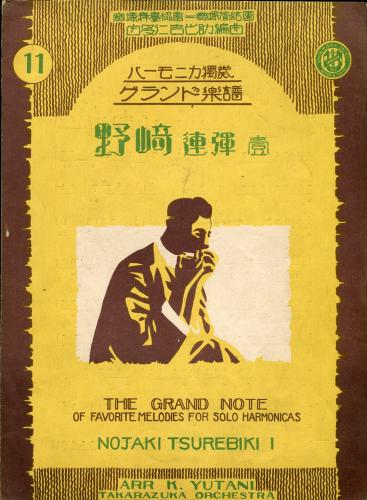 11
ハーモニカ獨奏
グランド樂譜
野﨑 連彈 壹
THE GRAND NOTE
OF FAVORITE MELODIES FOR SOLO HARMONICAS
NOJAKI TSUREBIKI I
ARR K. YUTANI
TAKARAZUKA ORCHESTRA